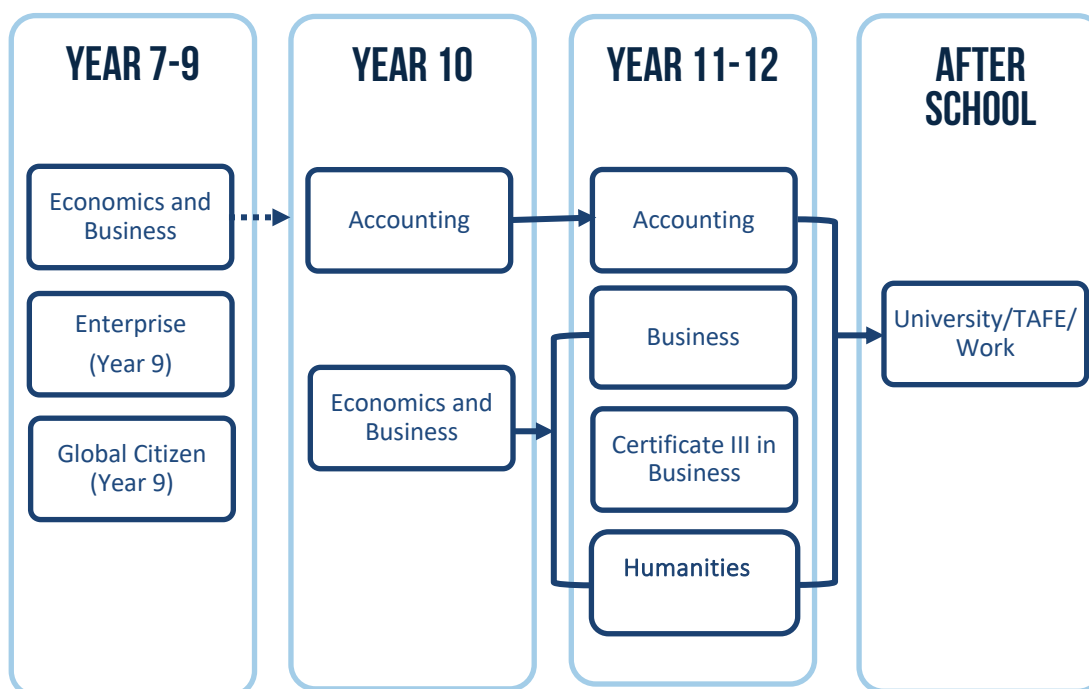 YEAR 7-9
Economics and
Business
Enterprise
(Year 9)
Global Citizen
(Year 9)
YEAR 10
Accounting
Economics and
Business
YEAR 11-12
Accounting
Business
Certificate III in
Business
Humanities
AFTER
SCHOOL
University/TAFE/
Work